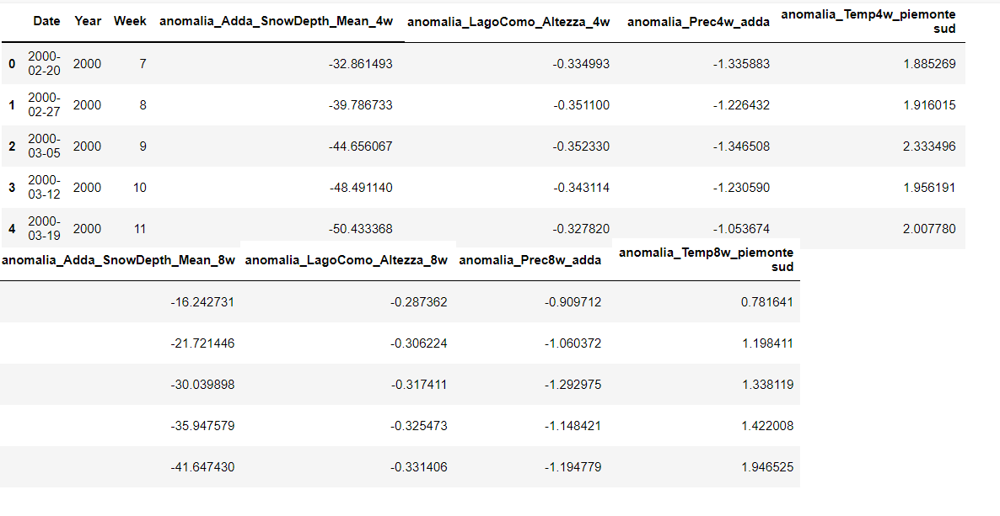 Date Year Week anomalia_Adda_SnowDepth_Mean_4w anomalia_LagoComo_Altezza_4w anomalia_Prec4w_adda anomalia_Temp4w_piemonte
sud
0 2000-
02-20 2000 7 -32.861493 -0.334993 -1.335883 1.885269
1 2000-
02-27 2000 8 -39.786733 -0.351100 -1.226432 1.916015
2 2000-
03-05 2000 9 -44.656067 -0.352330 -1.346508 2.333496
3 2000-
03-12 2000 10 -48.491140 -0.343114 -1.230590 1.956191
4 2000-
03-19 2000 11 -50.433368 -0.327820 -1.053674 2.007780
anomalia_Adda_SnowDepth_Mean_8w anomalia_LagoComo_Altezza_8w anomalia_Prec8w_adda anomalia_Temp8w_piemonte
sud
-16.242731 -0.287362 -0.909712 0.781641
-21.721446 -0.306224 -1.060372 1.198411
-30.039898 -0.317411 -1.292975 1.338119
-35.947579 -0.325473 -1.148421 1.422008
-41.647430 -0.331406 -1.194779 1.946525